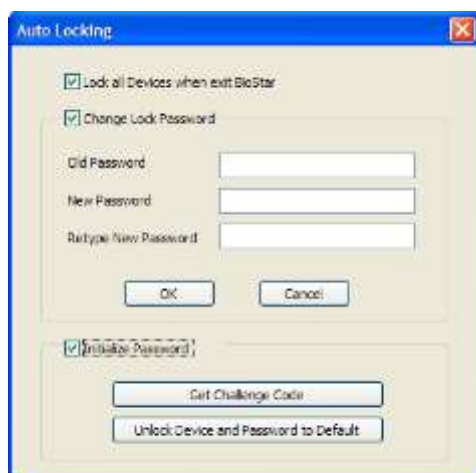 Auto Locking
Lock all Devices when exit BioStar
Change Lock Password
Old Password
New Password
Retype New Password
OK Cancel
Initialize Password
Get Challenge Code
Unlock Device and Password to Default